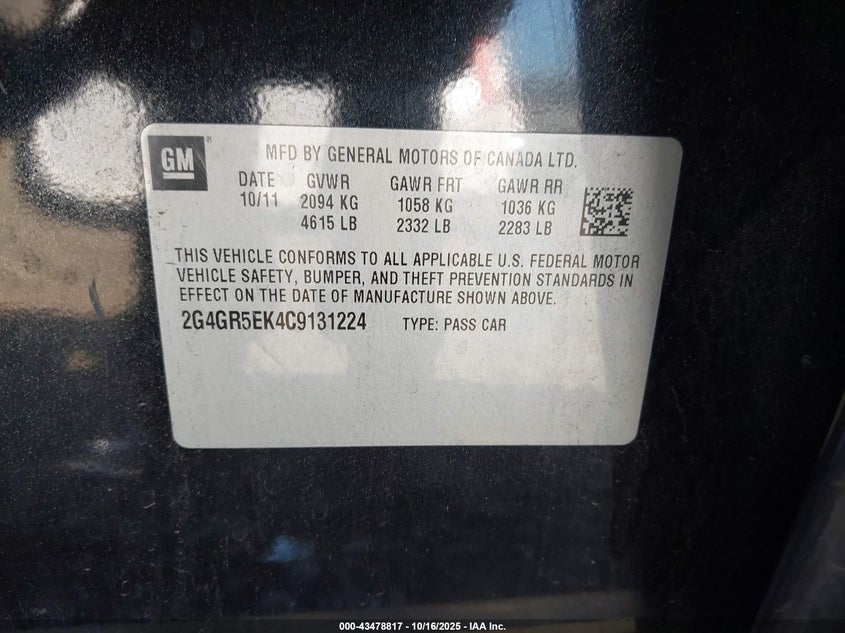 GM ®
MFD BY GENERAL MOTORS OF CANADA LTD.
DATE GVWR GAWR FRT GAWR RR
10/11 2094 KG 1058 KG 1036 KG
4615 LB 2332 LB 2283 LB
THIS VEHICLE CONFORMS TO ALL APPLICABLE U.S. FEDERAL MOTOR
VEHICLE SAFETY, BUMPER, AND THEFT PREVENTION STANDARDS IN
EFFECT ON THE DATE OF MANUFACTURE SHOWN ABOVE.
2G4GR5EK4C9131224 TYPE: PASS CAR
000-43478817 - 10/16/2025 - IAA Inc.